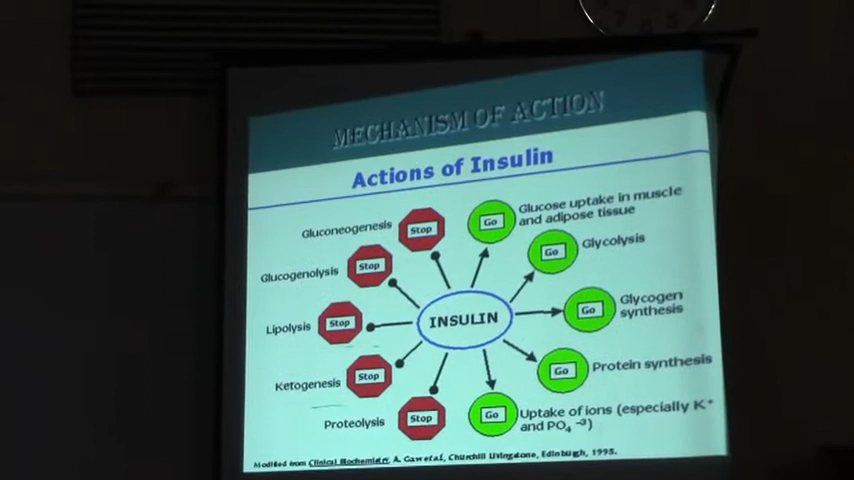 MECHANISM OF ACTION
Actions of Insulin
Gluconeogenesis
Stop
Go
Glucose uptake in muscle
and adipose tissue
Glucogenolysis
Stop
Go
Glycolysis
Lipolysis
Stop
INSULIN
Go
Glycogen
synthesis
Ketogenesis
Stop
Go
Protein synthesis
Proteolysis
Stop
Go
Uptake of ions (especially K+
and PO4 -3)
Modified from Clinical Biochemistry, A. Gaw et al, Churchill Livingstone, Edinburgh, 1995.